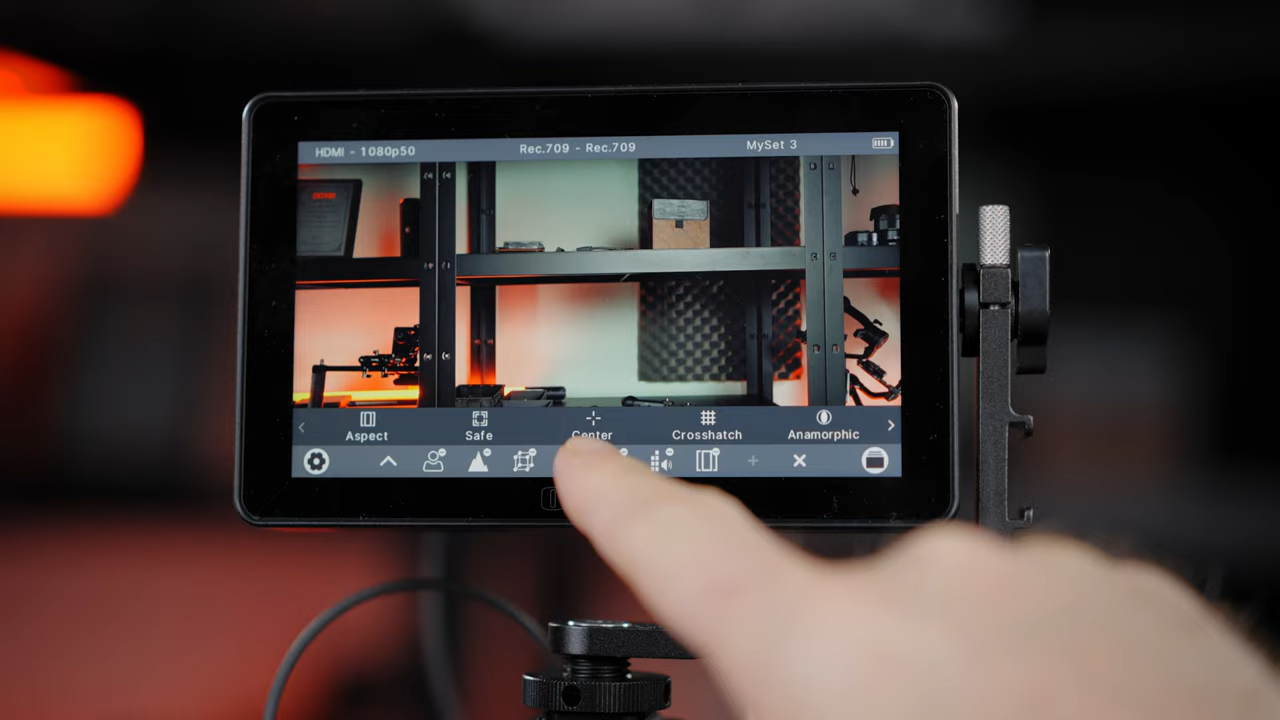 HDMI - 1080p50
Rec.709 - Rec.709
MySet 3
Aspect
Safe
Center
Crosshatch
Anamorphic